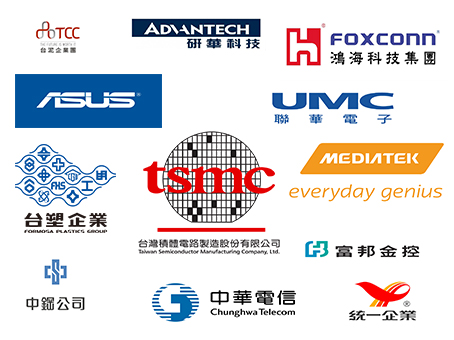 TCC
台泥企業團
ADVANTECH
研華科技
FOXCONN®
鴻海科技集團
ASUS®
UMC
聯華電子
台塑企業
FORMOSA PLASTICS GROUP
tsmc
台灣積體電路製造股份有限公司
Taiwan Semiconductor Manufacturing Company, Ltd.
MEDIATEK
everyday genius
富邦金控
中鋼公司
中華電信
Chunghwa Telecom
統一企業